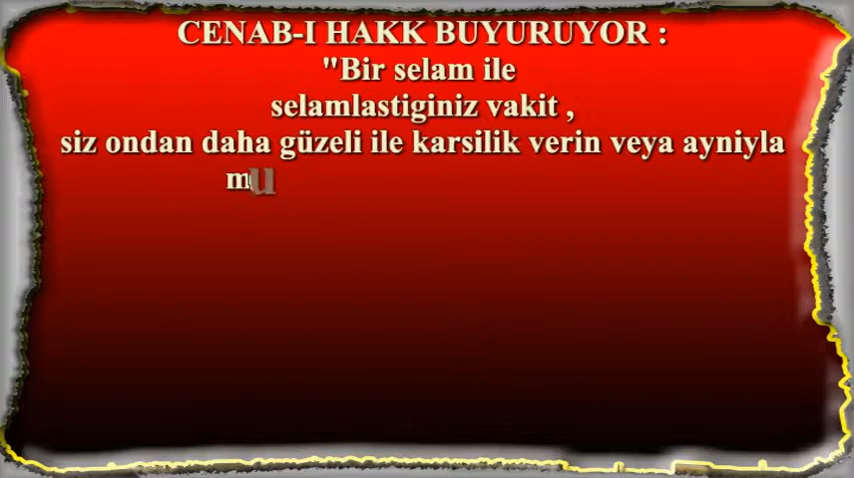 CENAB-I HAKK BUYURUYOR :
"Bir selam ile
selamlastiginiz vakit ,
siz ondan daha güzeli ile karsilik verin veya ayniyla
mu